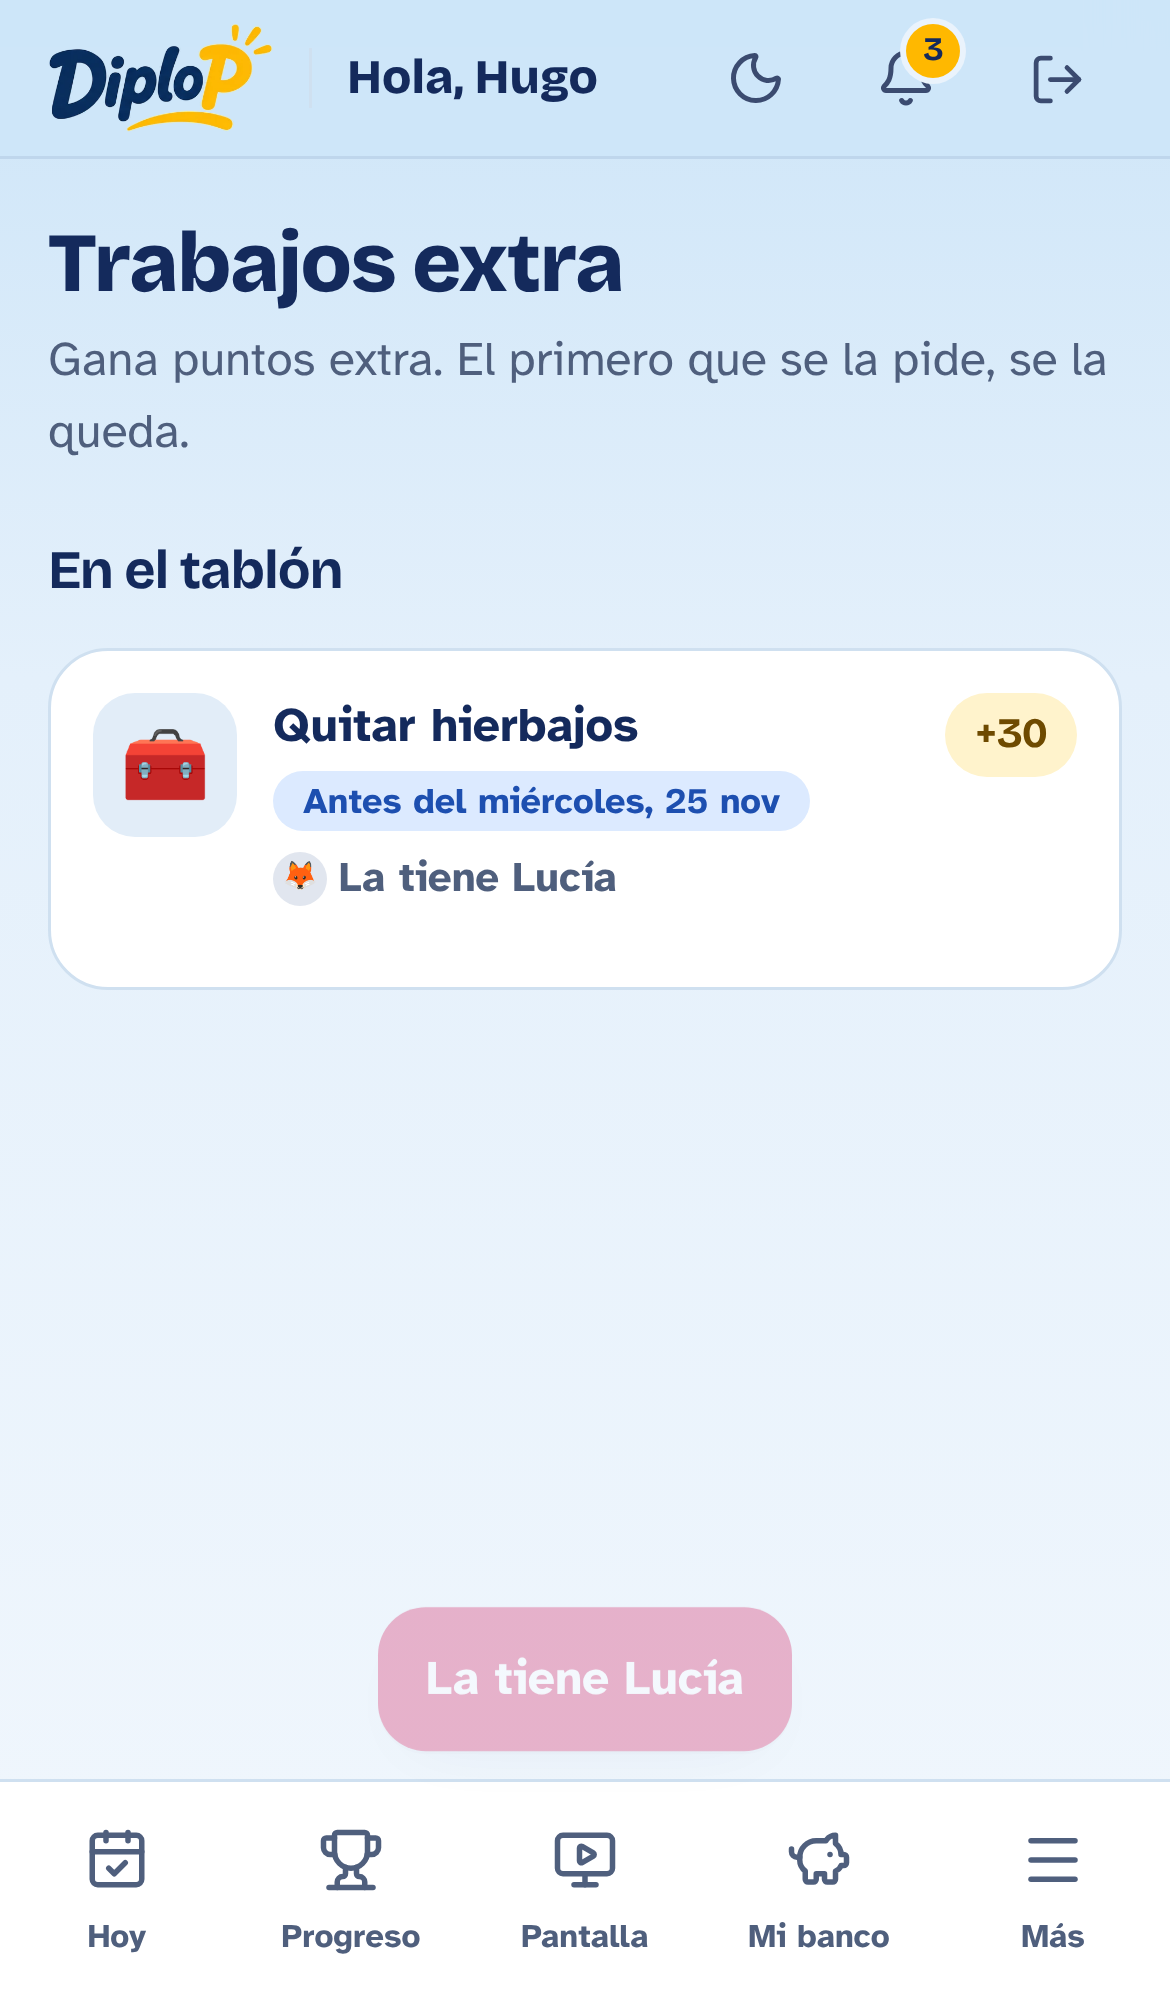 DiploP
Hola, Hugo
3
Trabajos extra
Gana puntos extra. El primero que se la pide, se la
queda.
En el tablón
Quitar hierbajos
+30
Antes del miércoles, 25 nov
La tiene Lucía
La tiene Lucía
Hoy
Progreso
Pantalla
Mi banco
Más